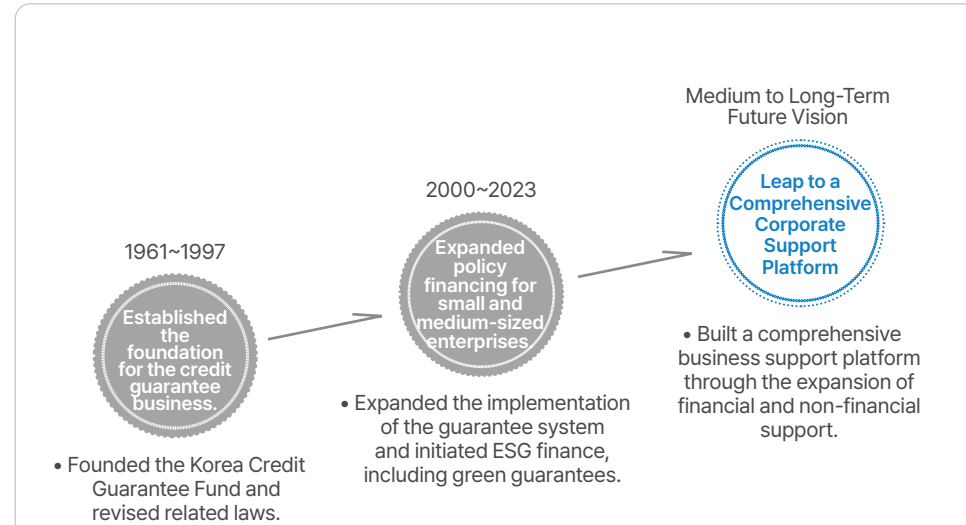 1961~1997
Established
the
foundation
for the credit
guarantee
business.
• Founded the Korea Credit
Guarantee Fund and
revised related laws.
2000~2023
Expanded
policy
financing for
small and
medium-sized
enterprises
• Expanded the implementation
of the guarantee system
and initiated ESG finance,
including green guarantees.
Medium to Long-Term
Future Vision
Leap to a
Comprehensive
Corporate
Support
Platform
• Built a comprehensive
business support platform
through the expansion of
financial and non-financial
support.